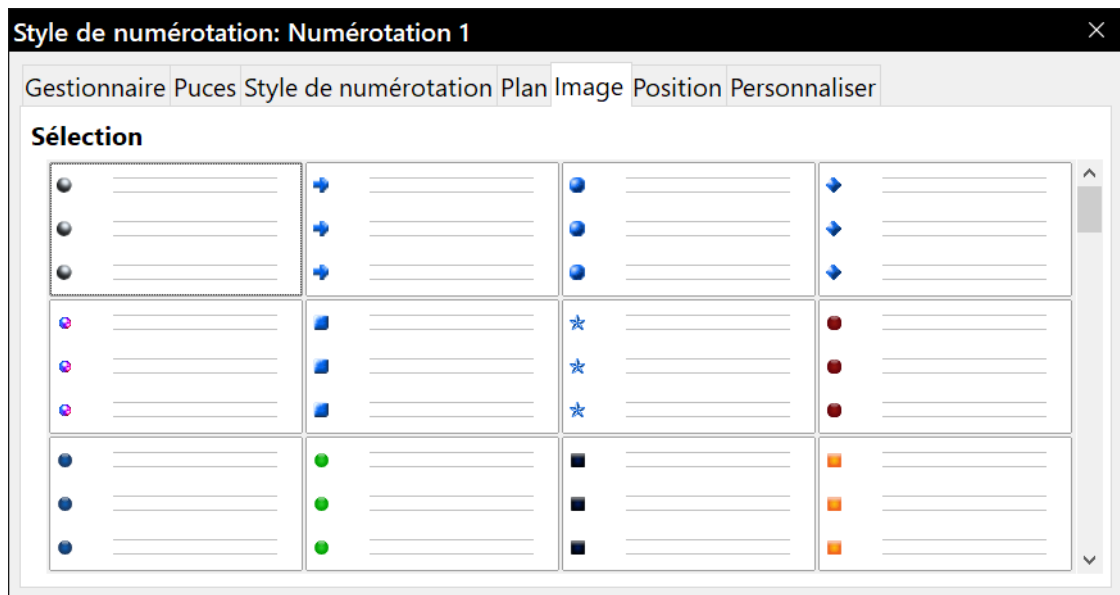 Style de numérotation: Numérotation 1
Gestionnaire Puces Style de numérotation Plan Image Position Personnaliser
Sélection